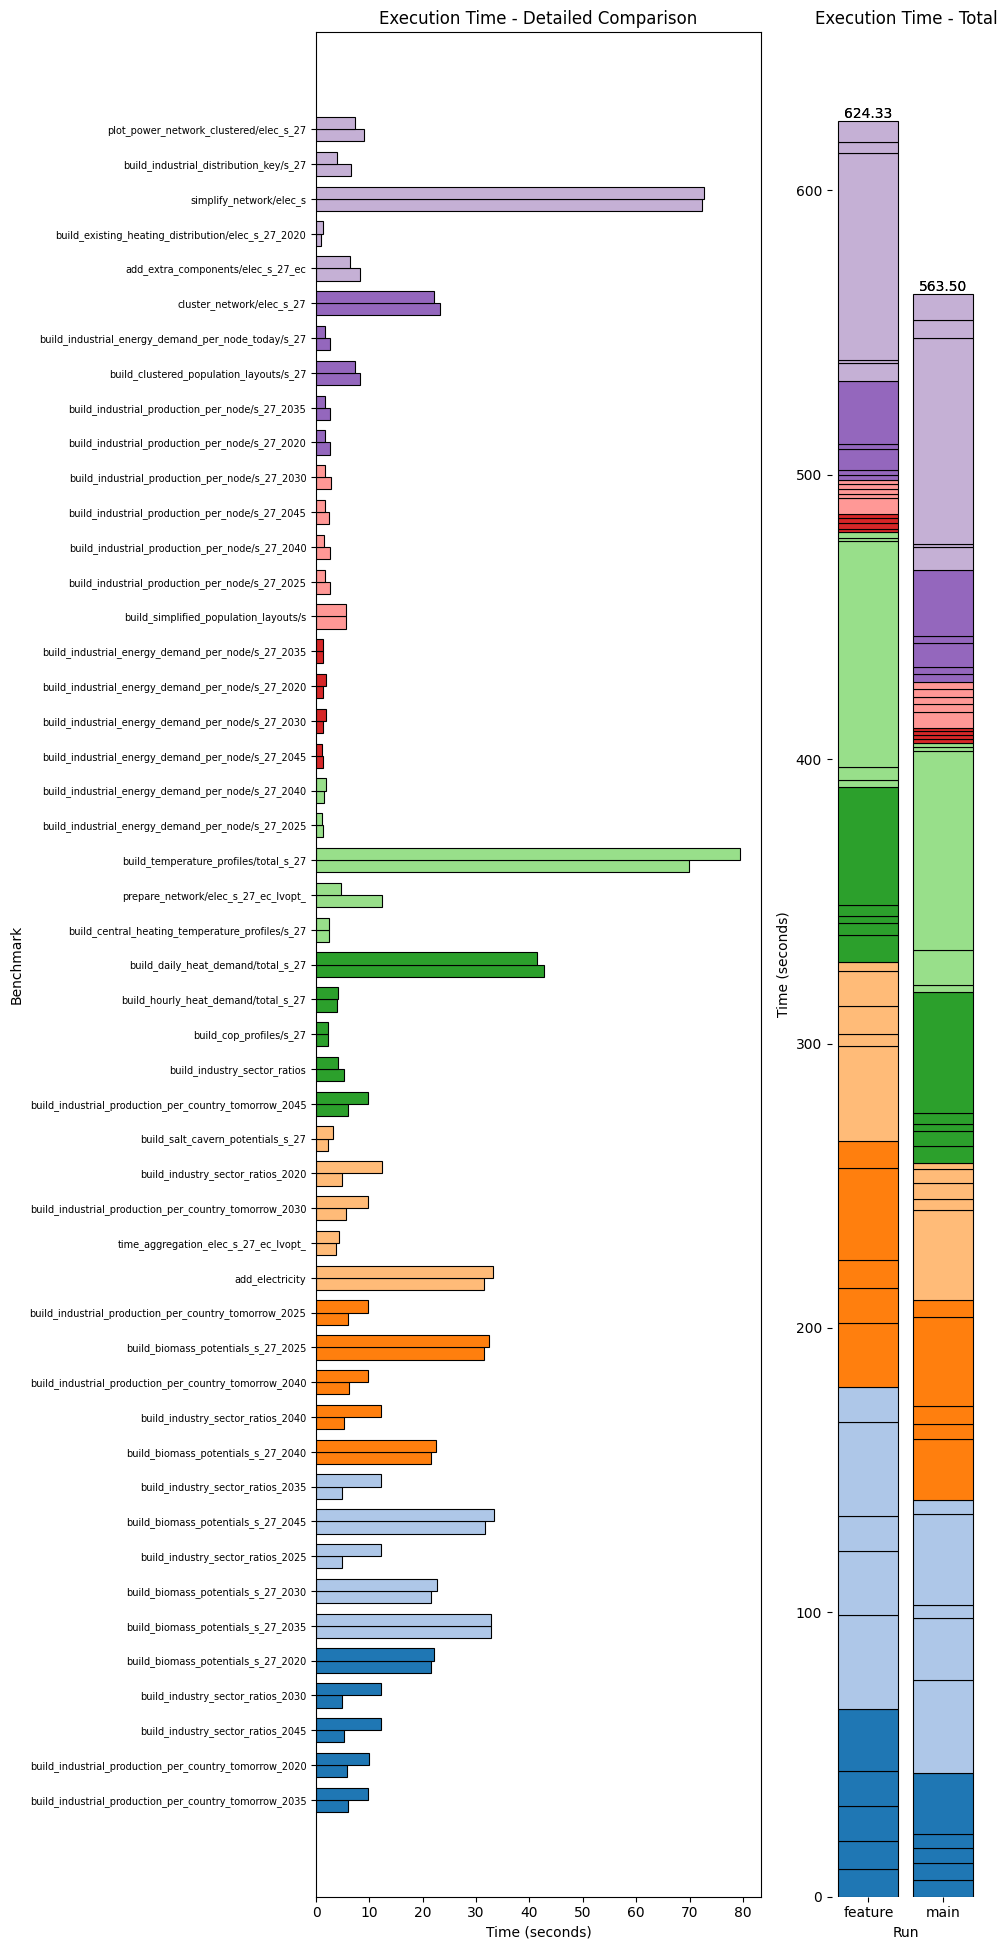 Execution Time - Detailed Comparison
Execution Time - Total
Benchmark
plot_power_network_clustered/elec_s_27
build_industrial_distribution_key/s_27
simplify_network/elec_s
build_existing_heating_distribution/elec_s_27_2020
add_extra_components/elec_s_27_ec
cluster_network/elec_s_27
build_industrial_energy_demand_per_node_today/s_27
build_clustered_population_layouts/s_27
build_industrial_production_per_node/s_27_2035
build_industrial_production_per_node/s_27_2020
build_industrial_production_per_node/s_27_2030
build_industrial_production_per_node/s_27_2045
build_industrial_production_per_node/s_27_2040
build_industrial_production_per_node/s_27_2025
build_simplified_population_layouts/s
build_industrial_energy_demand_per_node/s_27_2035
build_industrial_energy_demand_per_node/s_27_2020
build_industrial_energy_demand_per_node/s_27_2030
build_industrial_energy_demand_per_node/s_27_2045
build_industrial_energy_demand_per_node/s_27_2040
build_industrial_energy_demand_per_node/s_27_2025
build_temperature_profiles/total_s_27
prepare_network/elec_s_27_ec_lvopt_
build_central_heating_temperature_profiles/s_27
build_daily_heat_demand/total_s_27
build_hourly_heat_demand/total_s_27
build_cop_profiles/s_27
build_industry_sector_ratios
build_industrial_production_per_country_tomorrow_2045
build_salt_cavern_potentials_s_27
build_industry_sector_ratios_2020
build_industrial_production_per_country_tomorrow_2030
time_aggregation_elec_s_27_ec_lvopt_
add_electricity
build_industrial_production_per_country_tomorrow_2025
build_biomass_potentials_s_27_2025
build_industrial_production_per_country_tomorrow_2040
build_industry_sector_ratios_2040
build_biomass_potentials_s_27_2040
build_industry_sector_ratios_2035
build_biomass_potentials_s_27_2045
build_industry_sector_ratios_2025
build_biomass_potentials_s_27_2030
build_biomass_potentials_s_27_2035
build_biomass_potentials_s_27_2020
build_industry_sector_ratios_2030
build_industry_sector_ratios_2045
build_industrial_production_per_country_tomorrow_2020
build_industrial_production_per_country_tomorrow_2035
0 10 20 30 40 50 60 70 80
Time (seconds)
Time (seconds)
600
500
400
300
200
100
0
624.33
563.50
feature main
Run